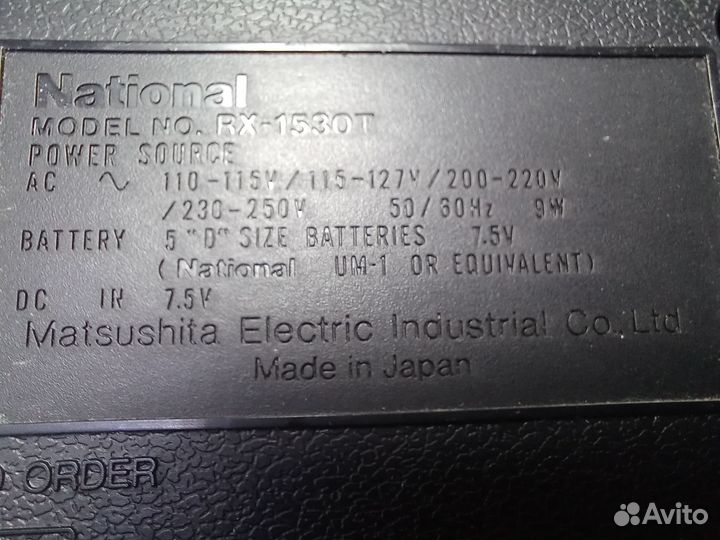 National
MODEL NO. RX-1530T
POWER SOURCE
AC ∿ 110-115V/115-127V/200-220V
/230-250V 50/60Hz 9W
BATTERY 5 "D" SIZE BATTERIES 7.5V
(National UM-1 OR EQUIVALENT)
DC IN 7.5V
Matsushita Electric Industrial Co., Ltd.
Made in Japan
ORDER
Avito